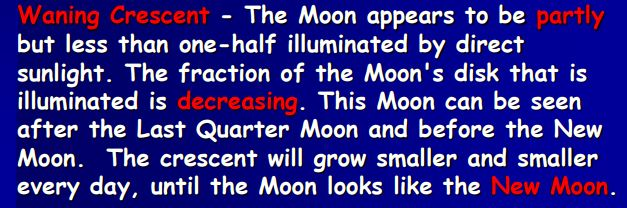 Waning Crescent - The Moon appears to be partly
but less than one-half illuminated by direct
sunlight. The fraction of the Moon's disk that is
illuminated is decreasing. This Moon can be seen
after the Last Quarter Moon and before the New
Moon.  The crescent will grow smaller and smaller
every day, until the Moon looks like the New Moon.